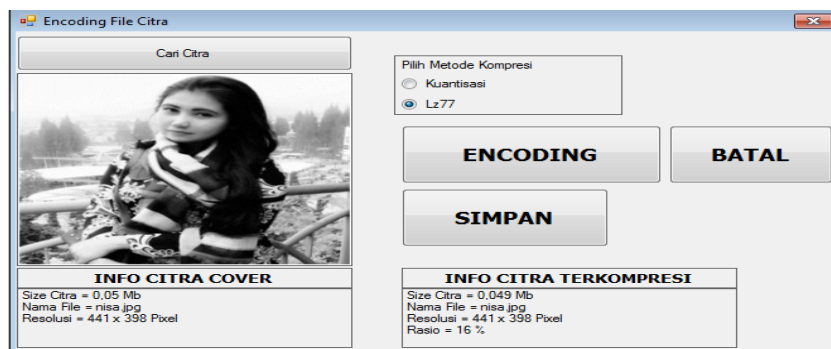 Encoding File Citra
Cari Citra
Pilih Metode Kompresi
Kuantisasi
Lz77
ENCODING
BATAL
SIMPAN
INFO CITRA COVER
Size Citra = 0,05 Mb
Nama File = nisa.jpg
Resolusi = 441 x 398 Pixel
INFO CITRA TERKOMPRESI
Size Citra = 0,049 Mb
Nama File = nisa.jpg
Resolusi = 441 x 398 Pixel
Rasio = 16 %